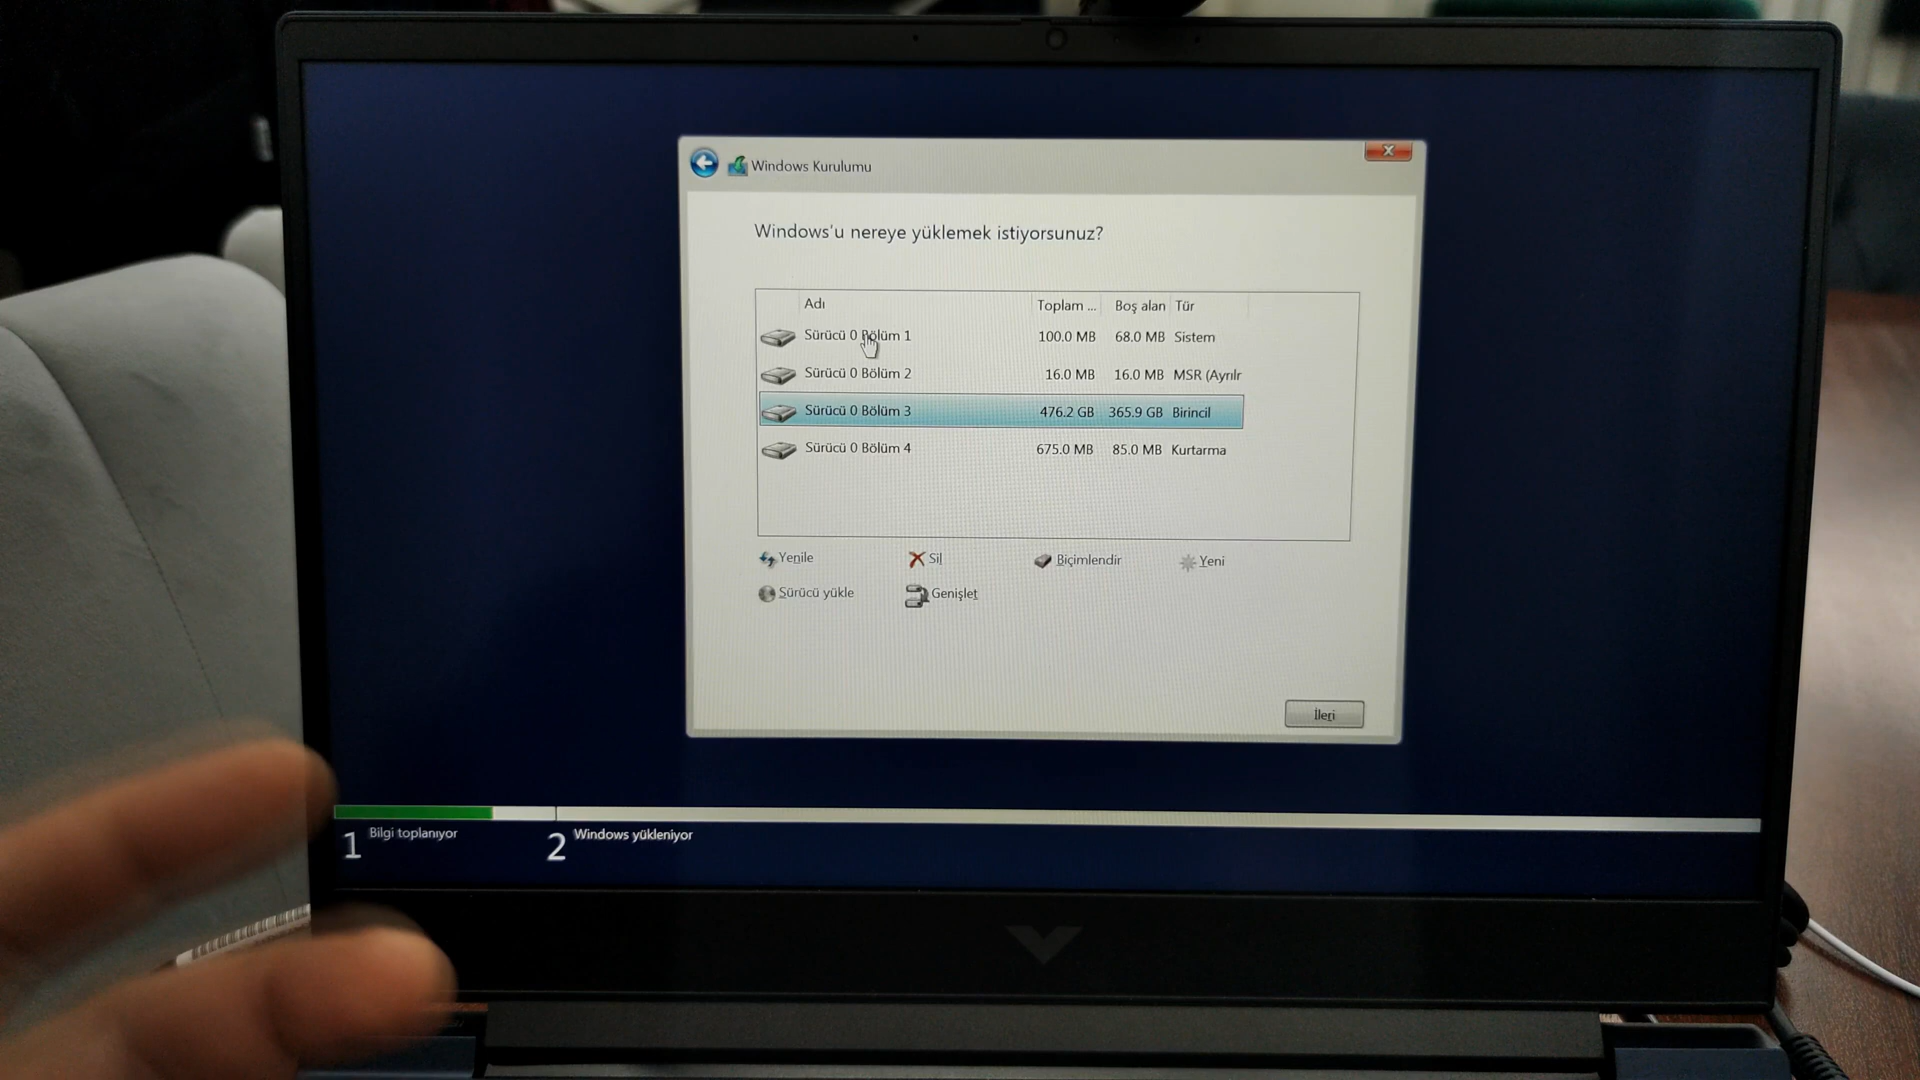 Windows Kurulumu
Windows'u nereye yüklemek istiyorsunuz?
Adı Toplam ... Boş alan Tür
Sürücü 0 Bölüm 1 100.0 MB 68.0 MB Sistem
Sürücü 0 Bölüm 2 16.0 MB 16.0 MB MSR (Ayrılr
Sürücü 0 Bölüm 3 476.2 GB 365.9 GB Birincil
Sürücü 0 Bölüm 4 675.0 MB 85.0 MB Kurtarma
Yenile Sil Biçimlendir Yeni
Sürücü yükle Genişlet
İleri
1 Bilgi toplanıyor 2 Windows yükleniyor